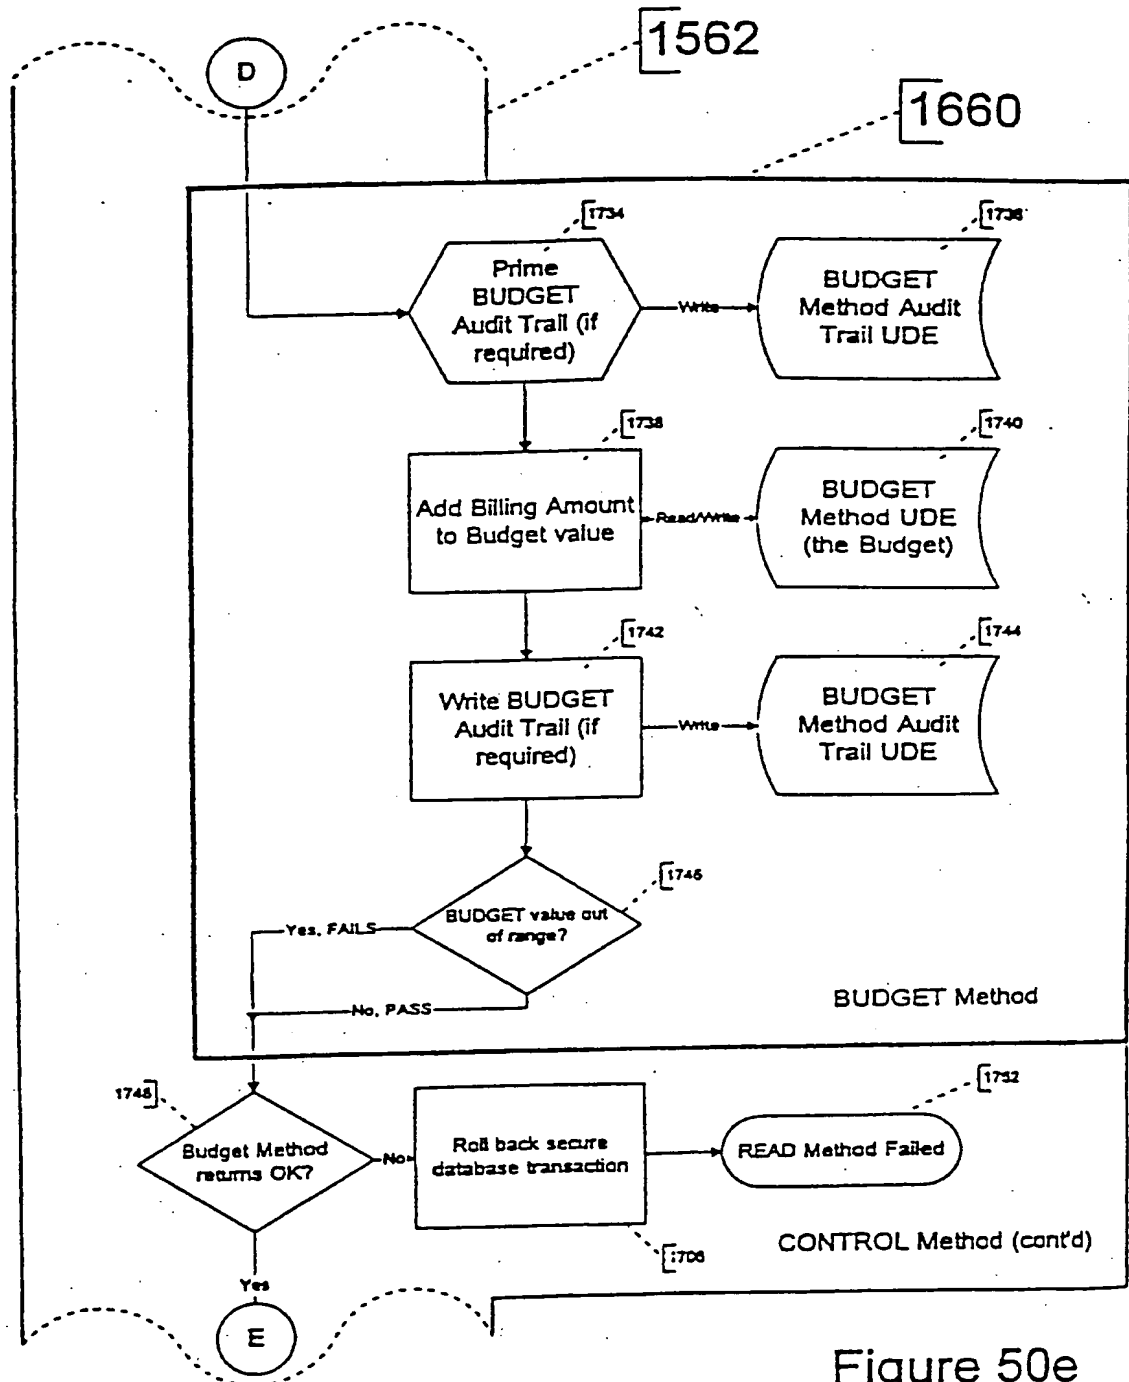 D
1562
1660
1734
Prime
BUDGET
Audit Trail (if
required)
Write
1736
BUDGET
Method Audit
Trail UDE
1738
Add Billing Amount
to Budget value
Read/Write
1740
BUDGET
Method UDE
(the Budget)
1742
Write BUDGET
Audit Trail (if
required)
Write
1744
BUDGET
Method Audit
Trail UDE
1746
BUDGET value out
of range?
Yes, FAILS
No, PASS
BUDGET Method
1748
Budget Method
returns OK?
No
Roll back secure
database transaction
1752
READ Method Failed
CONTROL Method (cont'd)
Yes
E
Figure 50e